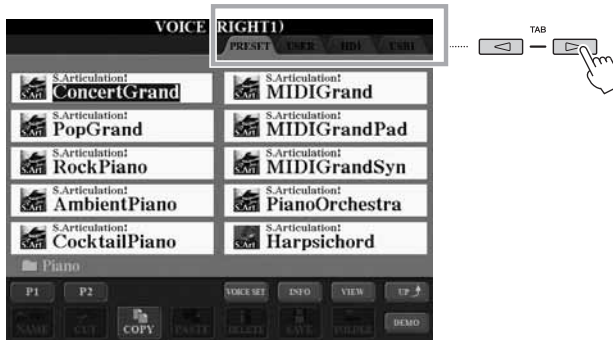 VOICE (RIGHT1)
PRESET USER HD1 USB1
TAB
S.Articulation!
ConcertGrand
S.Articulation!
MIDIGrand
S.Articulation!
PopGrand
S.Articulation!
MIDIGrandPad
S.Articulation!
RockPiano
S.Articulation!
MIDIGrandSyn
S.Articulation!
AmbientPiano
S.Articulation!
PianoOrchestra
S.Articulation!
CocktailPiano
S.Articulation!
Harpsichord
Piano
P1 P2 VOICE SET INFO VIEW UP
NAME CUT COPY PASTE DELETE SAVE FOLDER DEMO